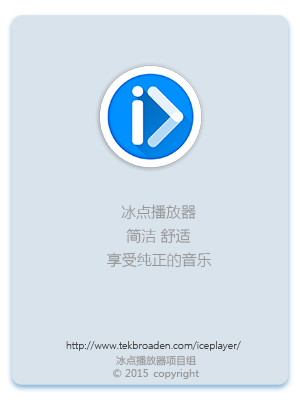 冰点播放器
简洁 舒适
享受纯正的音乐
http://www.tekbroaden.com/iceplayer/
冰点播放器项目组
© 2015 copyright